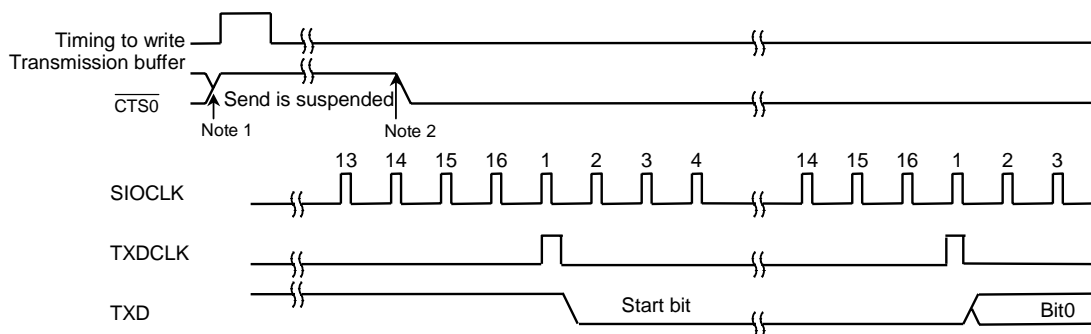 Timing to write
Transmission buffer
CTS0
Send is suspended
Note 1
Note 2
13 14 15 16 1 2 3 4 14 15 16 1 2 3
SIOCLK
TXDCLK
TXD
Start bit
Bit0